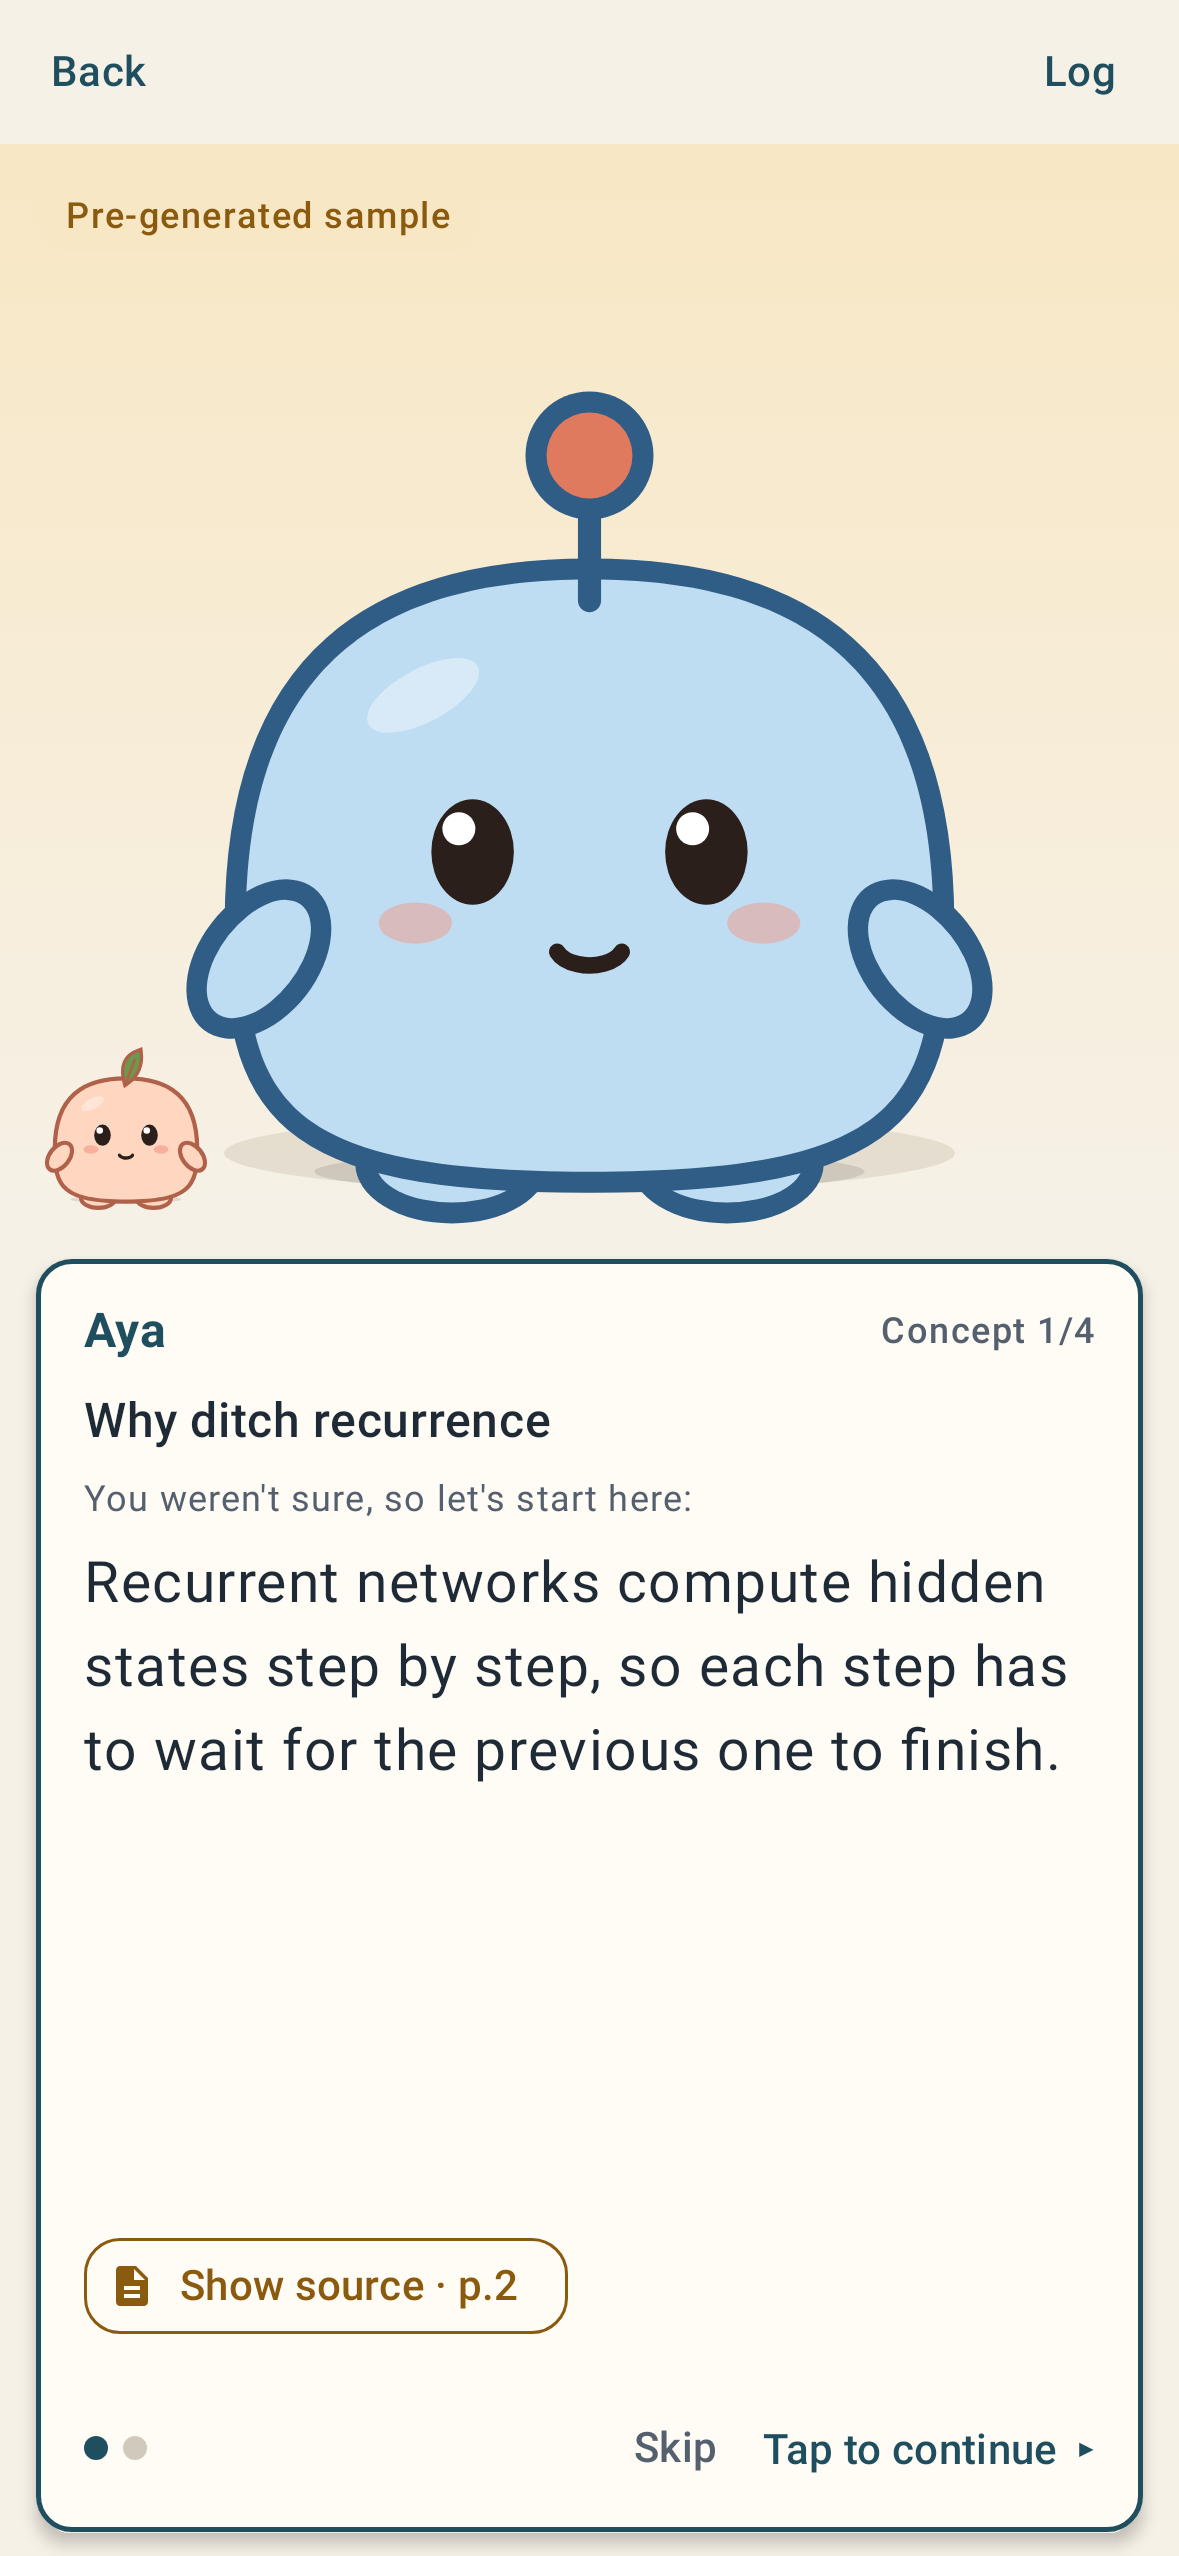 Back
Log
Pre-generated sample
Aya
Concept 1/4
Why ditch recurrence
You weren't sure, so let's start here:
Recurrent networks compute hidden
states step by step, so each step has
to wait for the previous one to finish.
Show source · p.2
Skip
Tap to continue ▸